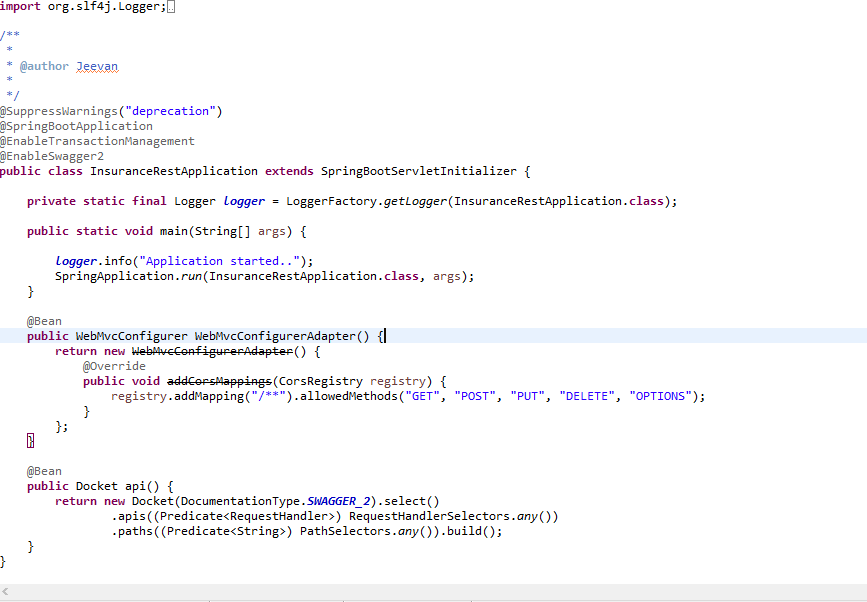 import org.slf4j.Logger;
/**
 *
 * @author Jeevan
 *
 */
@SuppressWarnings("deprecation")
@SpringBootApplication
@EnableTransactionManagement
@EnableSwagger2
public class InsuranceRestApplication extends SpringBootServletInitializer {
    private static final Logger logger = LoggerFactory.getLogger(InsuranceRestApplication.class);
    public static void main(String[] args) {
        logger.info("Application started..");
        SpringApplication.run(InsuranceRestApplication.class, args);
    }
    @Bean
    public WebMvcConfigurer WebMvcConfigurerAdapter() {
        return new WebMvcConfigurerAdapter() {
            @Override
            public void addCorsMappings(CorsRegistry registry) {
                registry.addMapping("/**").allowedMethods("GET", "POST", "PUT", "DELETE", "OPTIONS");
            }
        };
    }
    @Bean
    public Docket api() {
        return new Docket(DocumentationType.SWAGGER_2).select()
                .apis((Predicate<RequestHandler>) RequestHandlerSelectors.any())
                .paths((Predicate<String>) PathSelectors.any()).build();
    }
}